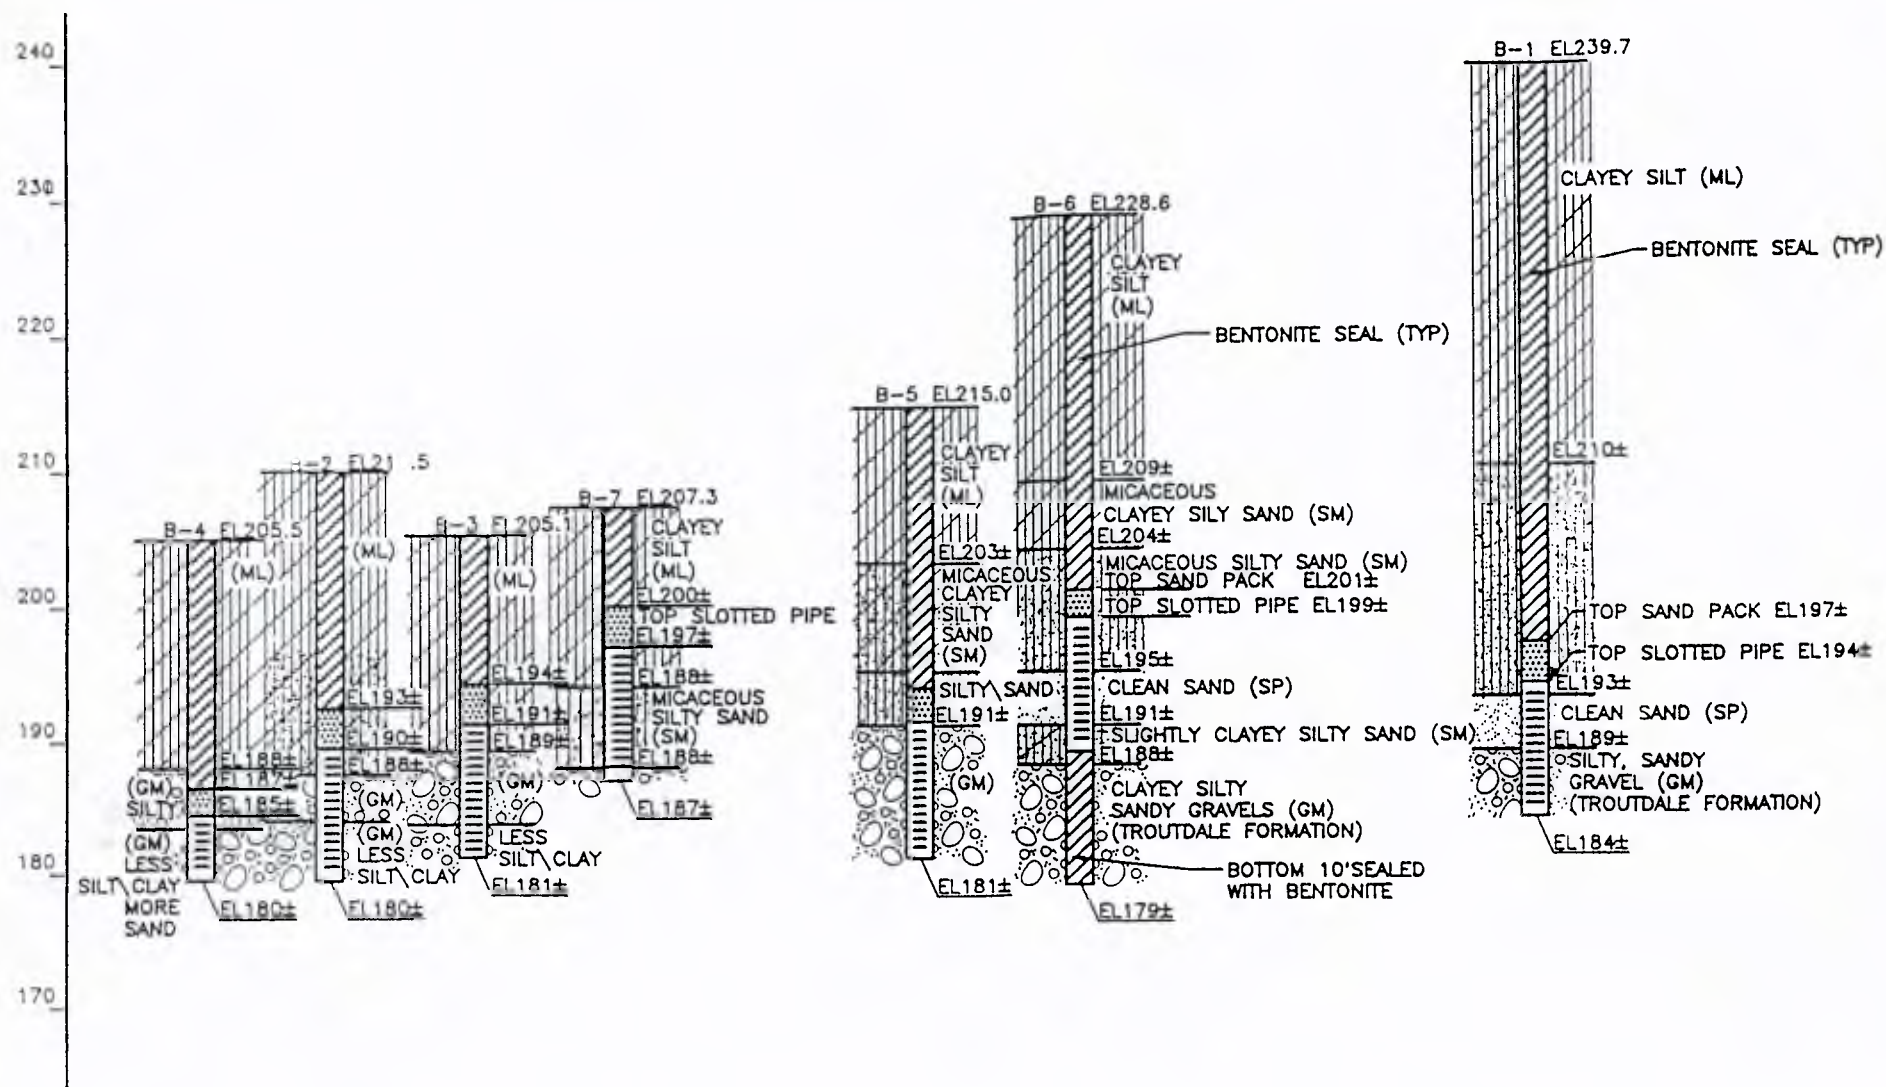 240
230
220
210
200
190
180
170
B-4 EL205.5
(ML)
EL188±
EL187±
(GM)
SILTY
EL185±
(GM)
LESS
SILT\CLAY
MORE
SAND
EL180±
B-2 EL21 .5
(ML)
EL193±
EL190±
EL188±
(GM)
(GM)
LESS
SILT\CLAY
EL180±
B-3 EL205.1
(ML)
EL194±
EL191±
EL189±
(GM)
LESS
SILT\CLAY
EL181±
B-7 EL207.3
CLAYEY
SILT
(ML)
EL200±
TOP SLOTTED PIPE
EL197±
EL188±
MICACEOUS
SILTY SAND
(SM)
EL188±
EL187±
B-5 EL215.0
CLAYEY
SILT
(ML)
EL203±
MICACEOUS
CLAYEY
SILTY
SAND
(SM)
SILTY\SAND
EL191±
(GM)
EL181±
B-6 EL228.6
CLAYEY
SILT
(ML)
BENTONITE SEAL (TYP)
EL209±
MICACEOUS
CLAYEY SILY SAND (SM)
EL204±
MICACEOUS SILTY SAND (SM)
TOP SAND PACK EL201±
TOP SLOTTED PIPE EL199±
EL195±
CLEAN SAND (SP)
EL191±
SLIGHTLY CLAYEY SILTY SAND (SM)
EL188±
CLAYEY SILTY
SANDY GRAVELS (GM)
(TROUTDALE FORMATION)
BOTTOM 10'SEALED
WITH BENTONITE
EL179±
B-1 EL239.7
CLAYEY SILT (ML)
BENTONITE SEAL (TYP)
EL210±
TOP SAND PACK EL197±
TOP SLOTTED PIPE EL194±
EL193±
CLEAN SAND (SP)
EL189±
SILTY, SANDY
GRAVEL (GM)
(TROUTDALE FORMATION)
EL184±